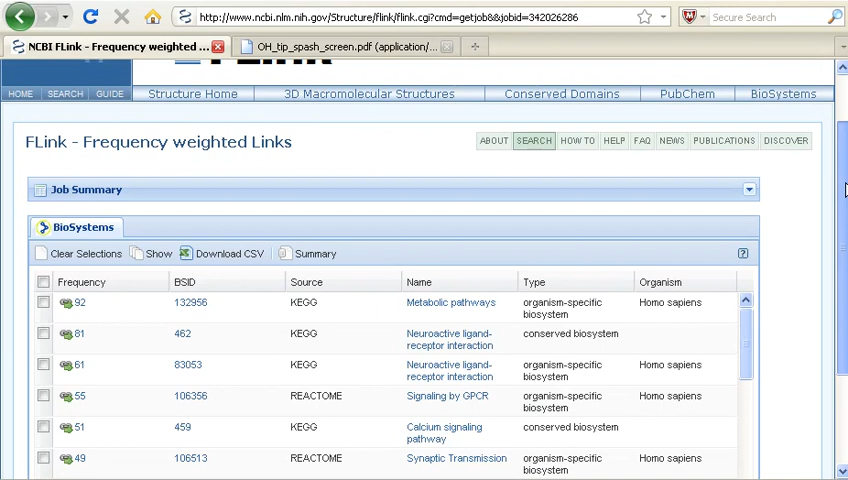 http://www.ncbi.nlm.nih.gov/Structure/flink/flink.cgi?cmd=getjob&&jobid=342026286
Secure Search
NCBI FLink - Frequency weighted ...
OH_tip_spash_screen.pdf (application/...
HOME SEARCH GUIDE Structure Home 3D Macromolecular Structures Conserved Domains PubChem BioSystems
FLink - Frequency weighted Links
ABOUT SEARCH HOW TO HELP FAQ NEWS PUBLICATIONS DISCOVER
Job Summary
BioSystems
Clear Selections Show Download CSV Summary ?
Frequency BSID Source Name Type Organism
92 132956 KEGG Metabolic pathways organism-specific Homo sapiens
biosystem
81 462 KEGG Neuroactive ligand- conserved biosystem
receptor interaction
61 83053 KEGG Neuroactive ligand- organism-specific Homo sapiens
receptor interaction biosystem
55 106356 REACTOME Signaling by GPCR organism-specific Homo sapiens
biosystem
51 459 KEGG Calcium signaling conserved biosystem
pathway
49 106513 REACTOME Synaptic Transmission organism-specific Homo sapiens
biosystem